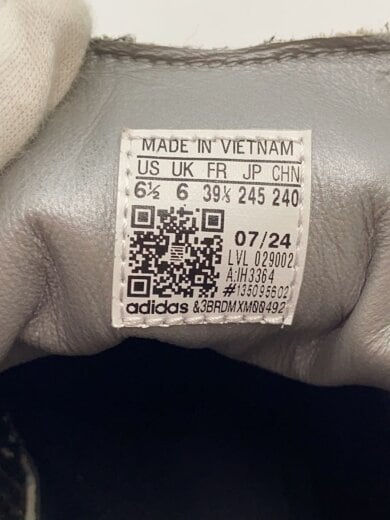 MADE IN VIETNAM
US UK FR JP CHN
6½ 6 39⅓ 245 240
07/24
LVL 029002
A:IH3364
#135095602
adidas &3BRDMXM00492